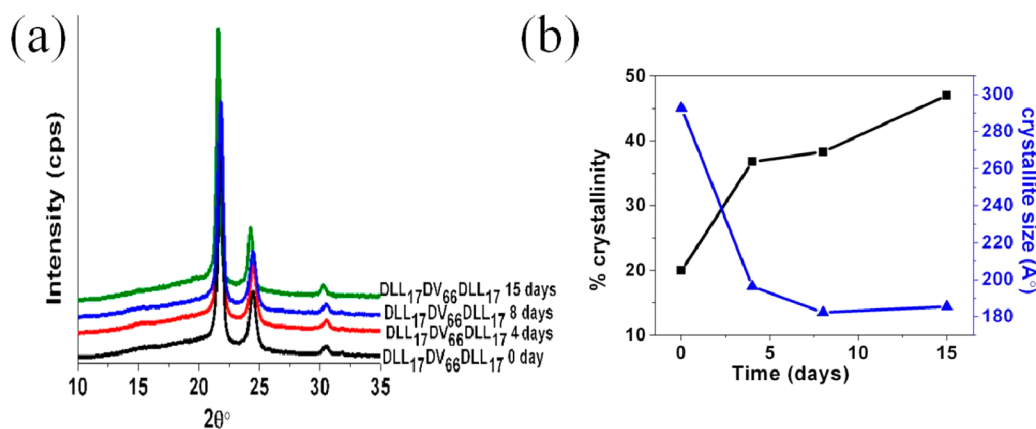 (a)
Intensity (cps)
DLL17DV66DLL17 15 days
DLL17DV66DLL17 8 days
DLL17DV66DLL17 4 days
DLL17DV66DLL17 0 day
10 15 20 25 30 35
2θ°
(b)
% crystallinity
50
40
30
20
10
0 5 10 15
Time (days)
300
280
260
240
220
200
180
crystallite size (A°)